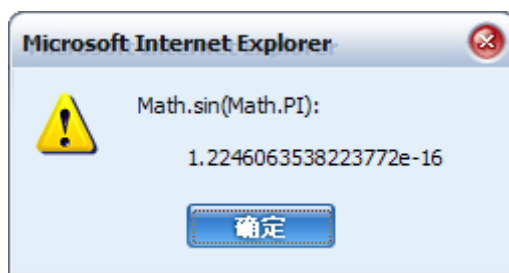 Microsoft Internet Explorer
Math.sin(Math.PI):
1.2246063538223772e-16
确定